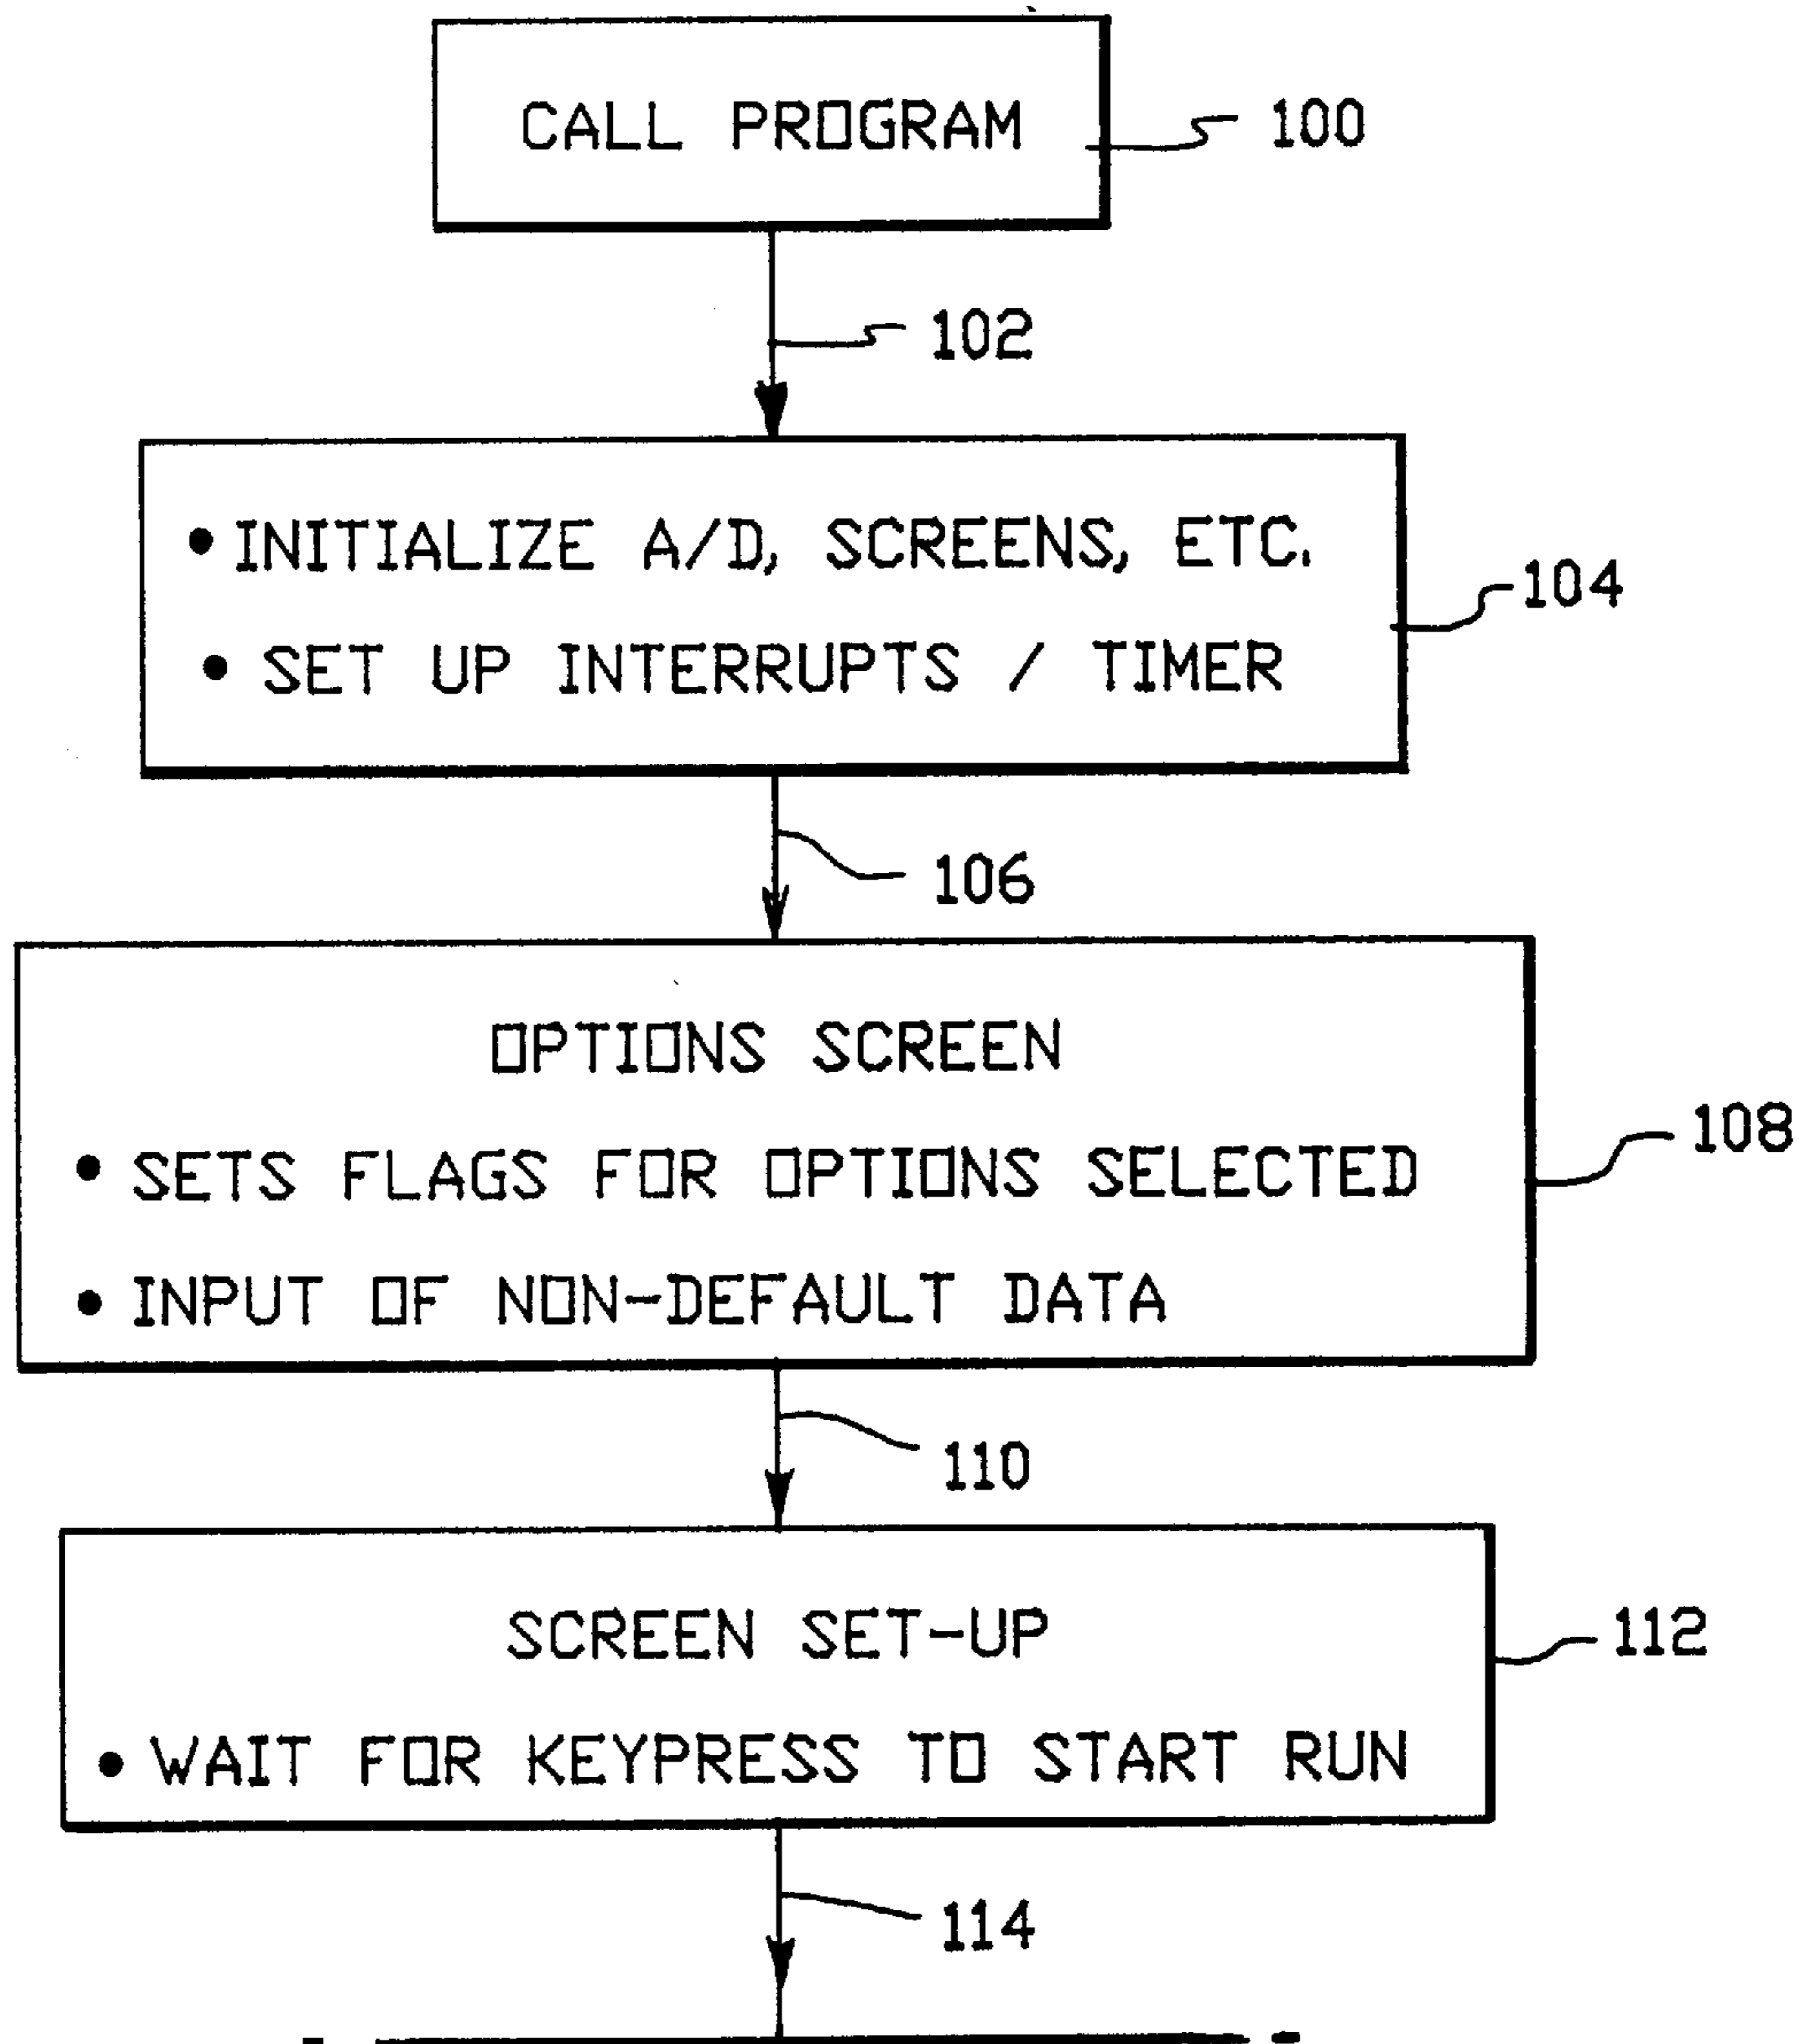 CALL PROGRAM
100
102
• INITIALIZE A/D, SCREENS, ETC.
• SET UP INTERRUPTS / TIMER
104
106
OPTIONS SCREEN
• SETS FLAGS FOR OPTIONS SELECTED
• INPUT OF NON-DEFAULT DATA
108
110
SCREEN SET-UP
• WAIT FOR KEYPRESS TO START RUN
112
114